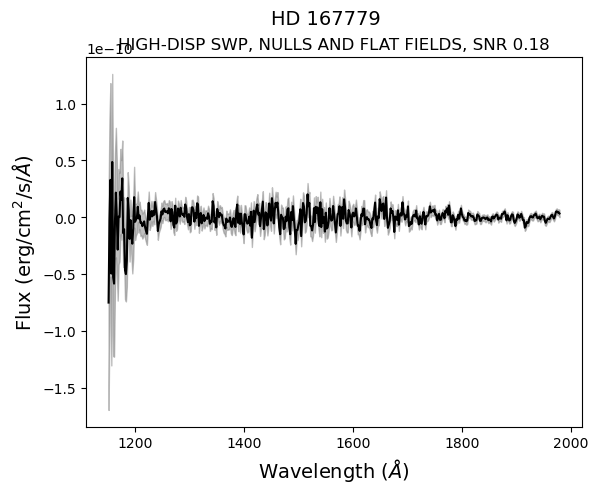 HD 167779
HIGH-DISP SWP, NULLS AND FLAT FIELDS, SNR 0.18
1e−10
1.0
0.5
0.0
−0.5
−1.0
−1.5
Flux (erg/cm²/s/Å)
1200 1400 1600 1800 2000
Wavelength (Å)